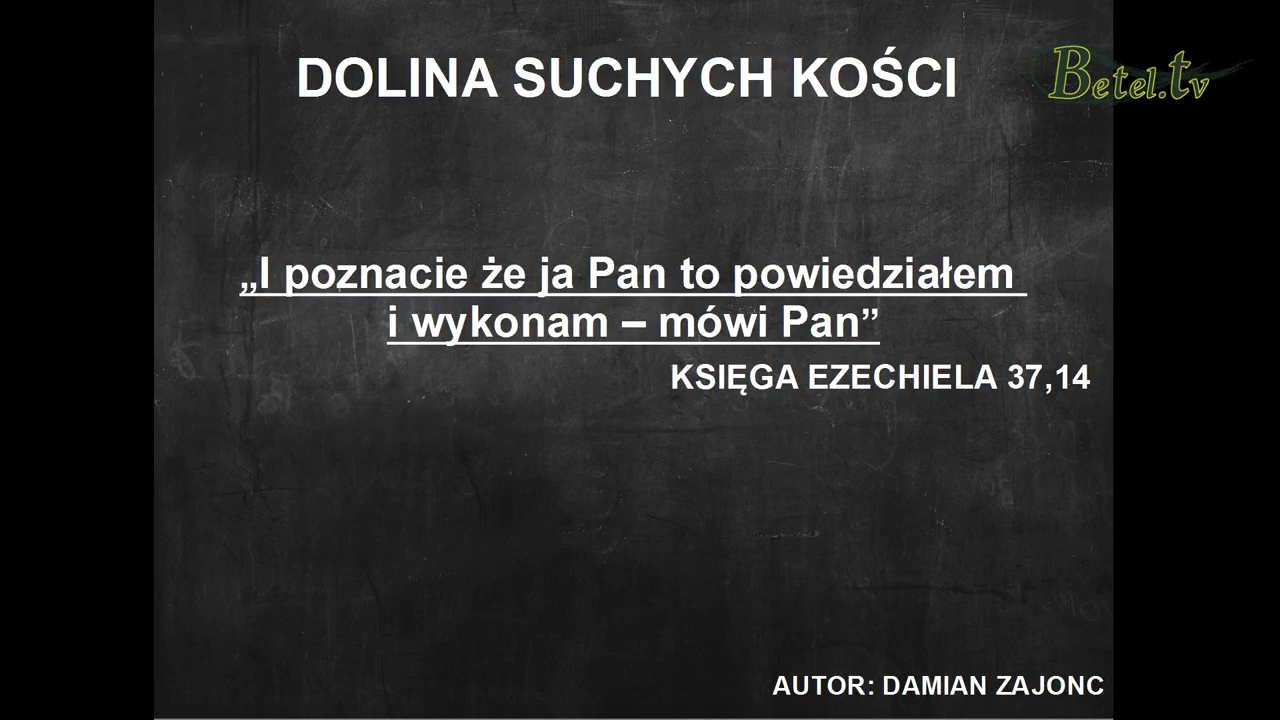 DOLINA SUCHYCH KOŚCI
Betel.tv
„I poznacie że ja Pan to powiedziałem
i wykonam – mówi Pan”
KSIĘGA EZECHIELA 37,14
AUTOR: DAMIAN ZAJONC